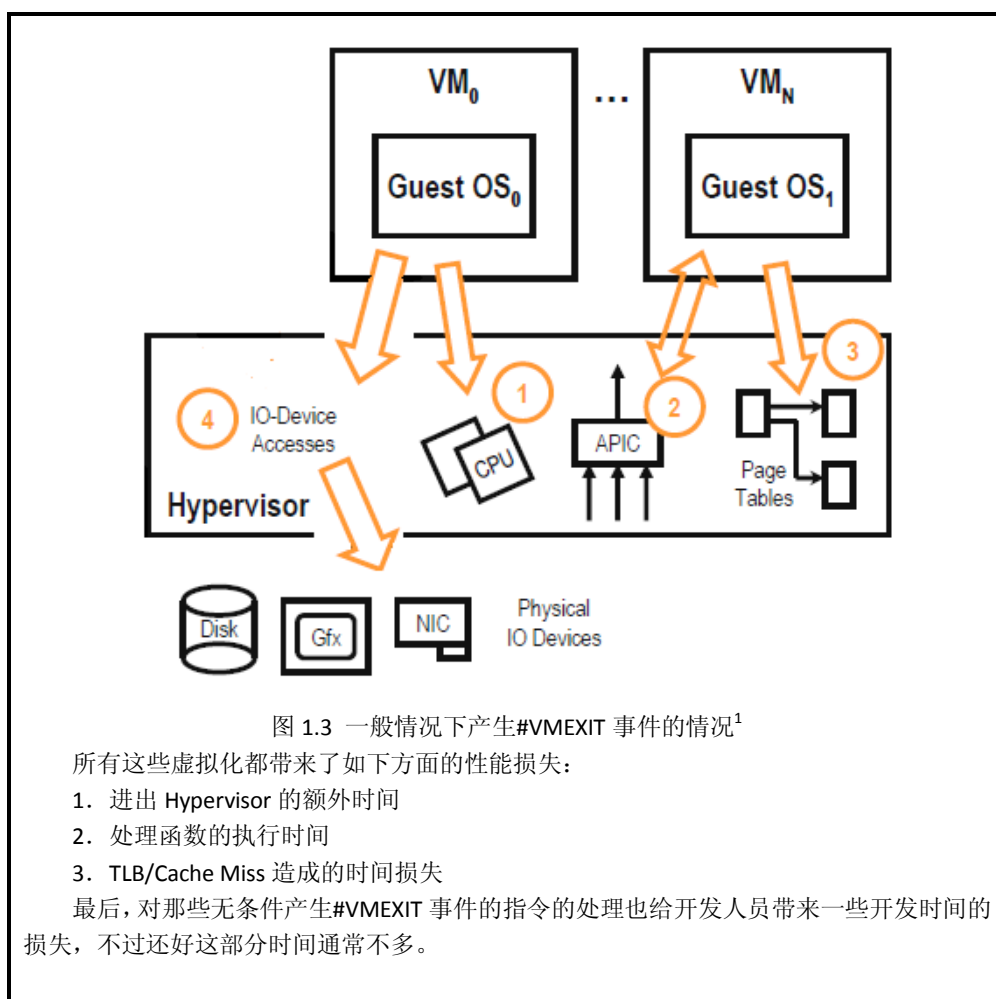 VM₀
...
VM_N
Guest OS₀
Guest OS₁
3
1
2
4
IO-Device
Accesses
CPU
APIC
Page
Tables
Hypervisor
Disk
Gfx
NIC
Physical
IO Devices
图 1.3 一般情况下产生#VMEXIT 事件的情况¹
所有这些虚拟化都带来了如下方面的性能损失：
1．进出 Hypervisor 的额外时间
2．处理函数的执行时间
3．TLB/Cache Miss 造成的时间损失
最后，对那些无条件产生#VMEXIT 事件的指令的处理也给开发人员带来一些开发时间的
损失，不过还好这部分时间通常不多。